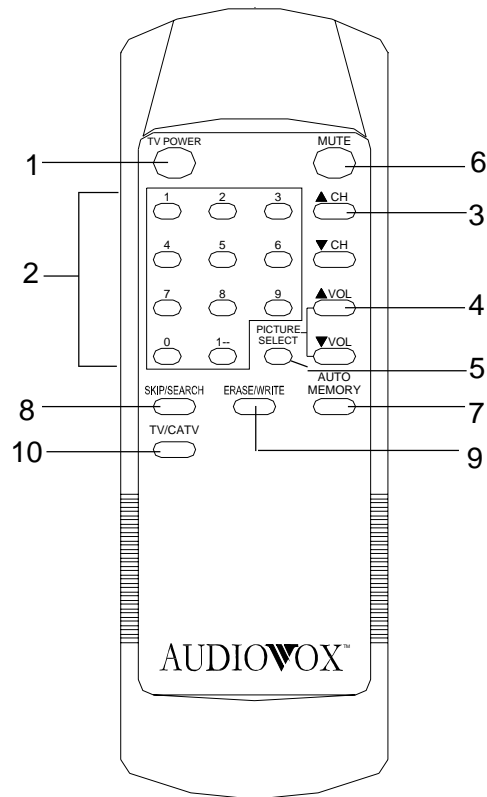 TV POWER MUTE
1 6
1 2 3 ▲ CH
3
2
4 5 6 ▼ CH
7 8 9 ▲ VOL
4
0 1-- PICTURE SELECT ▼ VOL
5
SKIP/SEARCH ERASE/WRITE AUTO MEMORY
8 7
TV/CATV
10 9
AUDIOVOX™